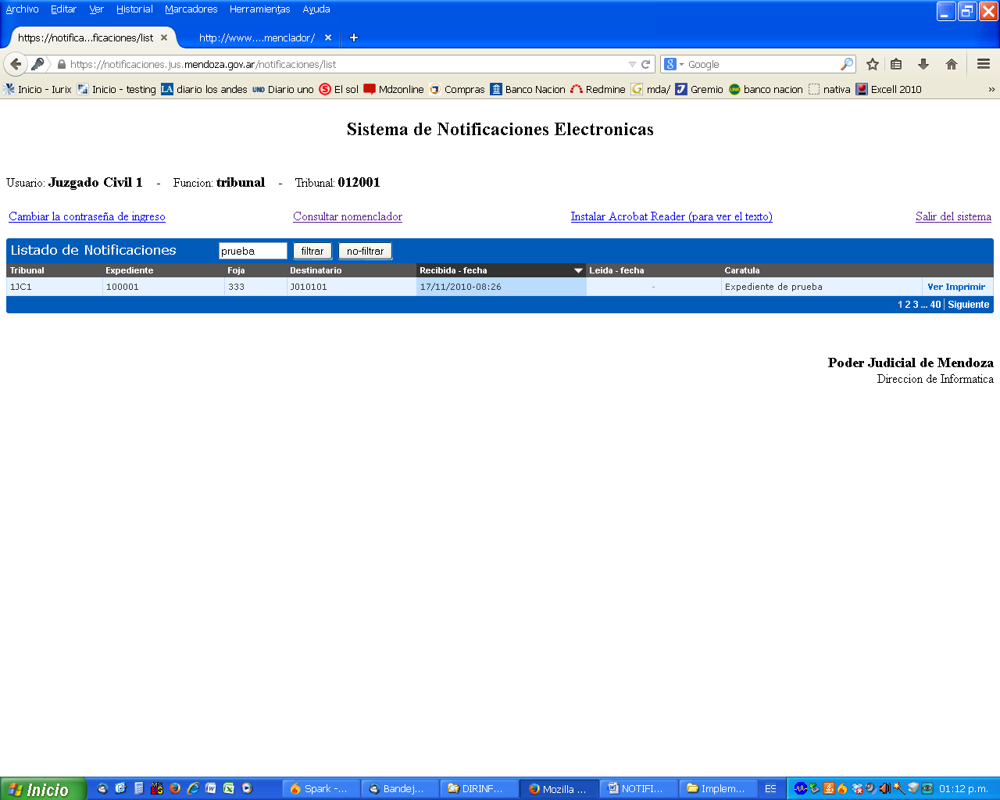 Archivo Editar Ver Historial Marcadores Herramientas Ayuda
https://notifica...ficaciones/list × http://www....menclador/ × +
https://notificaciones.jus.mendoza.gov.ar/notificaciones/list Google
Inicio - Iurix Inicio - testing LA diario los andes UNO Diario uno El sol Mdzonline Compras Banco Nacion Redmine mda/ Gremio banco nacion nativa Excell 2010 »
Sistema de Notificaciones Electronicas
Usuario: Juzgado Civil 1 - Funcion: tribunal - Tribunal: 012001
Cambiar la contraseña de ingreso Consultar nomenclador Instalar Acrobat Reader (para ver el texto) Salir del sistema
Listado de Notificaciones prueba filtrar no-filtrar
Tribunal Expediente Foja Destinatario Recibida - fecha Leida - fecha Caratula
1JC1 100001 333 J010101 17/11/2010-08:26 - Expediente de prueba Ver Imprimir
1 2 3 ... 40 | Siguiente
Poder Judicial de Mendoza
Direccion de Informatica
Inicio Spark -... Bandej... DIRINF... Mozilla ... NOTIFI... Implem... ES 01:12 p.m.